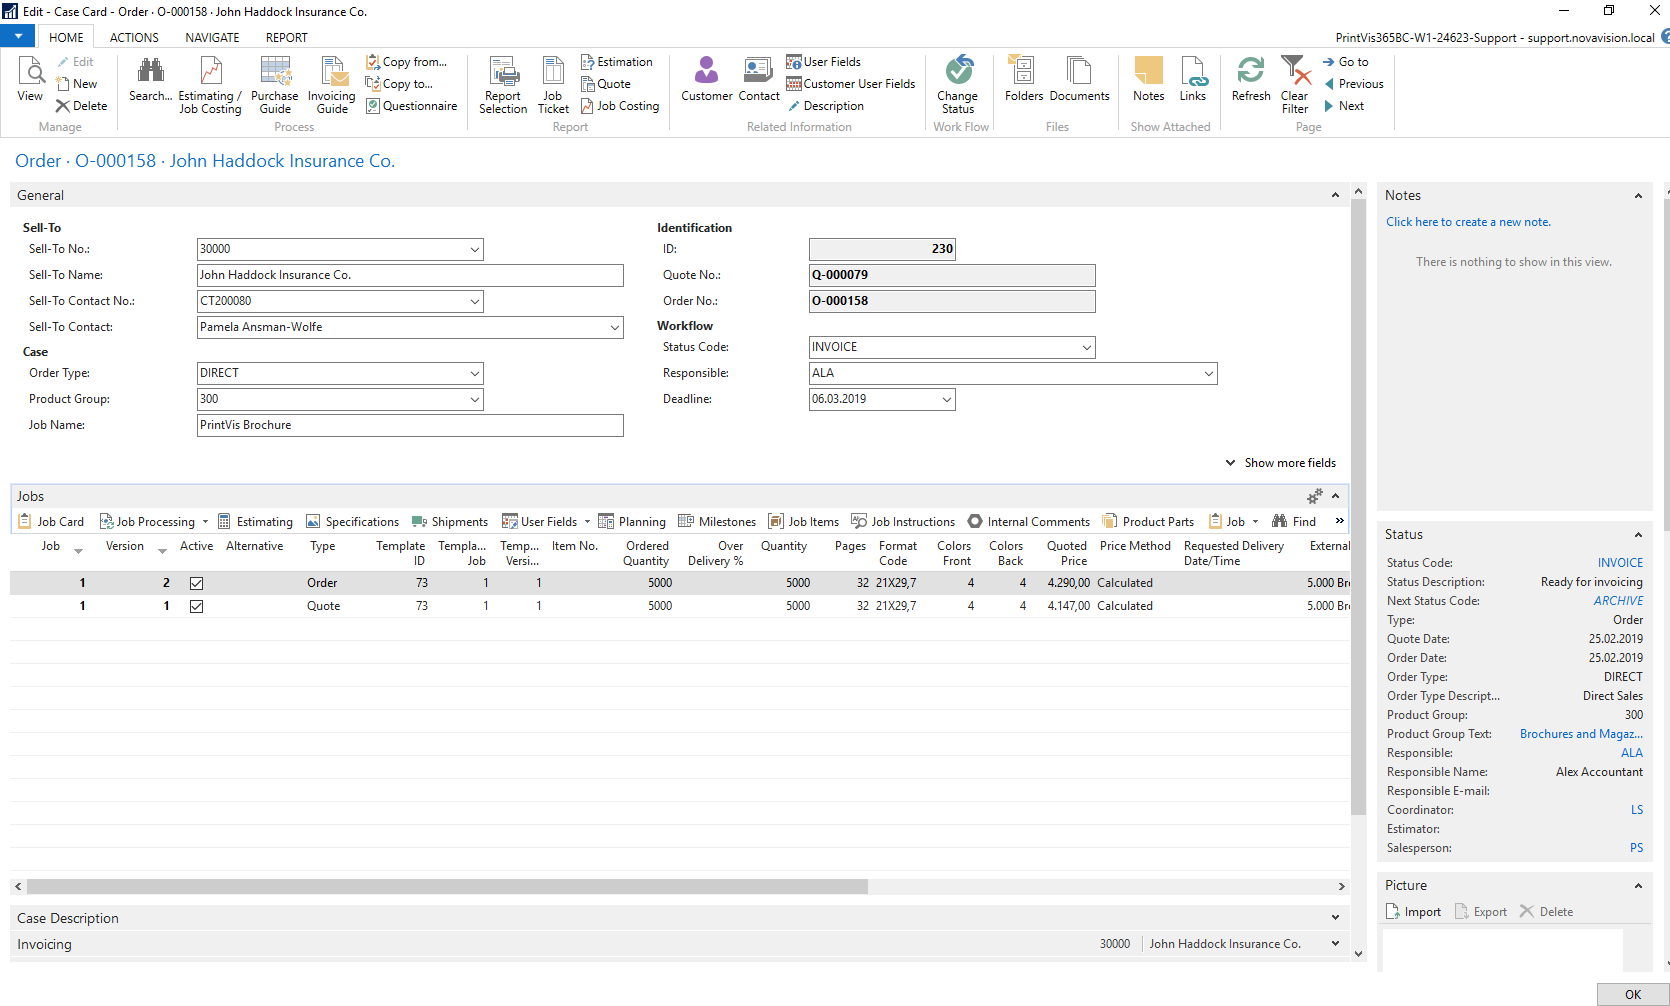 Edit - Case Card - Order · O-000158 · John Haddock Insurance Co.
HOME ACTIONS NAVIGATE REPORT
PrintVis365BC-W1-24623-Support - support.novavision.local
View
Edit
New
Delete
Manage
Search...
Estimating / Job Costing
Purchase Guide
Invoicing Guide
Copy from...
Copy to...
Questionnaire
Process
Report Selection
Job Ticket
Estimation
Quote
Job Costing
Report
Customer
Contact
User Fields
Customer User Fields
Description
Related Information
Change Status
Work Flow
Folders
Documents
Files
Notes
Links
Show Attached
Refresh
Clear Filter
Go to
Previous
Next
Page
Order · O-000158 · John Haddock Insurance Co.
General
Sell-To
Sell-To No.: 30000
Sell-To Name: John Haddock Insurance Co.
Sell-To Contact No.: CT200080
Sell-To Contact: Pamela Ansman-Wolfe
Case
Order Type: DIRECT
Product Group: 300
Job Name: PrintVis Brochure
Identification
ID: 230
Quote No.: Q-000079
Order No.: O-000158
Workflow
Status Code: INVOICE
Responsible: ALA
Deadline: 06.03.2019
Show more fields
Jobs
Job Card Job Processing Estimating Specifications Shipments User Fields Planning Milestones Job Items Job Instructions Internal Comments Product Parts Job Find »
Job Version Active Alternative Type Template ID Templa... Job Temp... Versi... Item No. Ordered Quantity Over Delivery % Quantity Pages Format Code Colors Front Colors Back Quoted Price Price Method Requested Delivery Date/Time External
1 2 Order 73 1 1 5000 5000 32 21X29,7 4 4 4.290,00 Calculated 5.000 Bro
1 1 Quote 73 1 1 5000 5000 32 21X29,7 4 4 4.147,00 Calculated 5.000 Bro
Case Description
Invoicing 30000 John Haddock Insurance Co.
Notes
Click here to create a new note.
There is nothing to show in this view.
Status
Status Code: INVOICE
Status Description: Ready for invoicing
Next Status Code: ARCHIVE
Type: Order
Quote Date: 25.02.2019
Order Date: 25.02.2019
Order Type: DIRECT
Order Type Descript... Direct Sales
Product Group: 300
Product Group Text: Brochures and Magaz...
Responsible: ALA
Responsible Name: Alex Accountant
Responsible E-mail:
Coordinator: LS
Estimator:
Salesperson: PS
Picture
Import Export Delete
OK